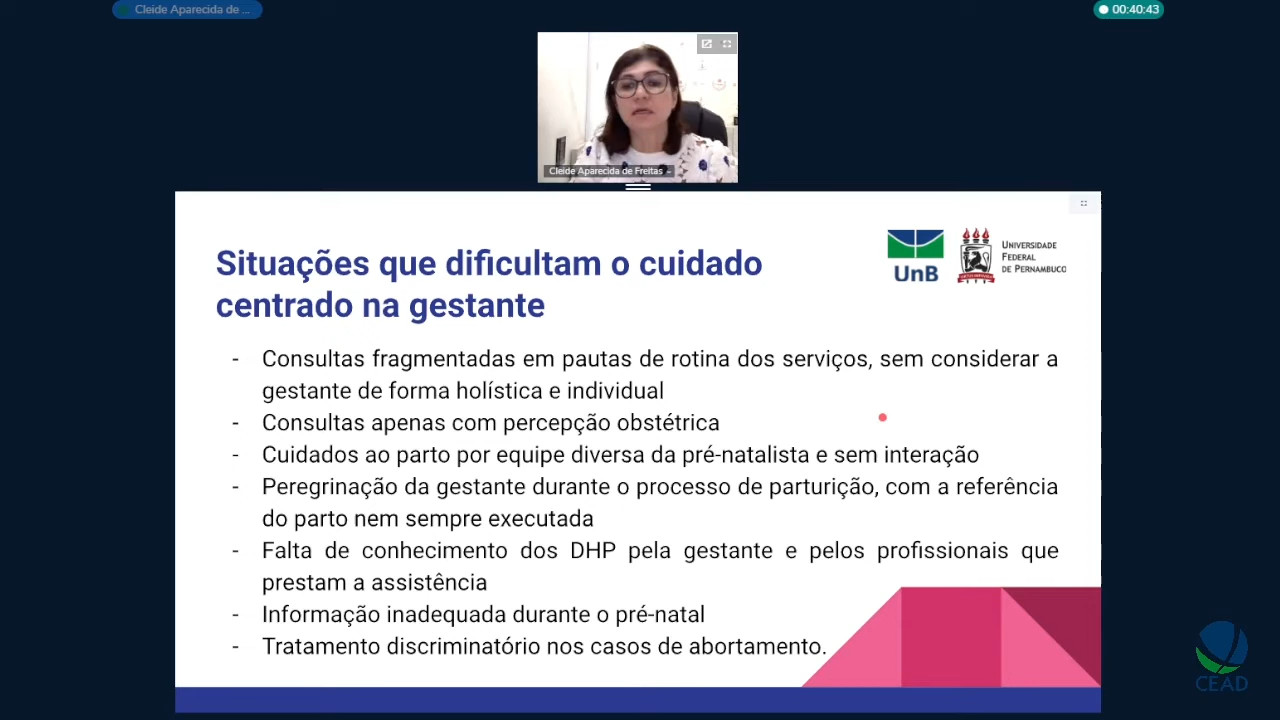 Cleide Aparecida de ...
00:40:43
Cleide Aparecida de Freitas -
Situações que dificultam o cuidado
centrado na gestante
UnB
UNIVERSIDADE
FEDERAL
DE PERNAMBUCO
- Consultas fragmentadas em pautas de rotina dos serviços, sem considerar a
gestante de forma holística e individual
- Consultas apenas com percepção obstétrica
- Cuidados ao parto por equipe diversa da pré-natalista e sem interação
- Peregrinação da gestante durante o processo de parturição, com a referência
do parto nem sempre executada
- Falta de conhecimento dos DHP pela gestante e pelos profissionais que
prestam a assistência
- Informação inadequada durante o pré-natal
- Tratamento discriminatório nos casos de abortamento.
CEAD